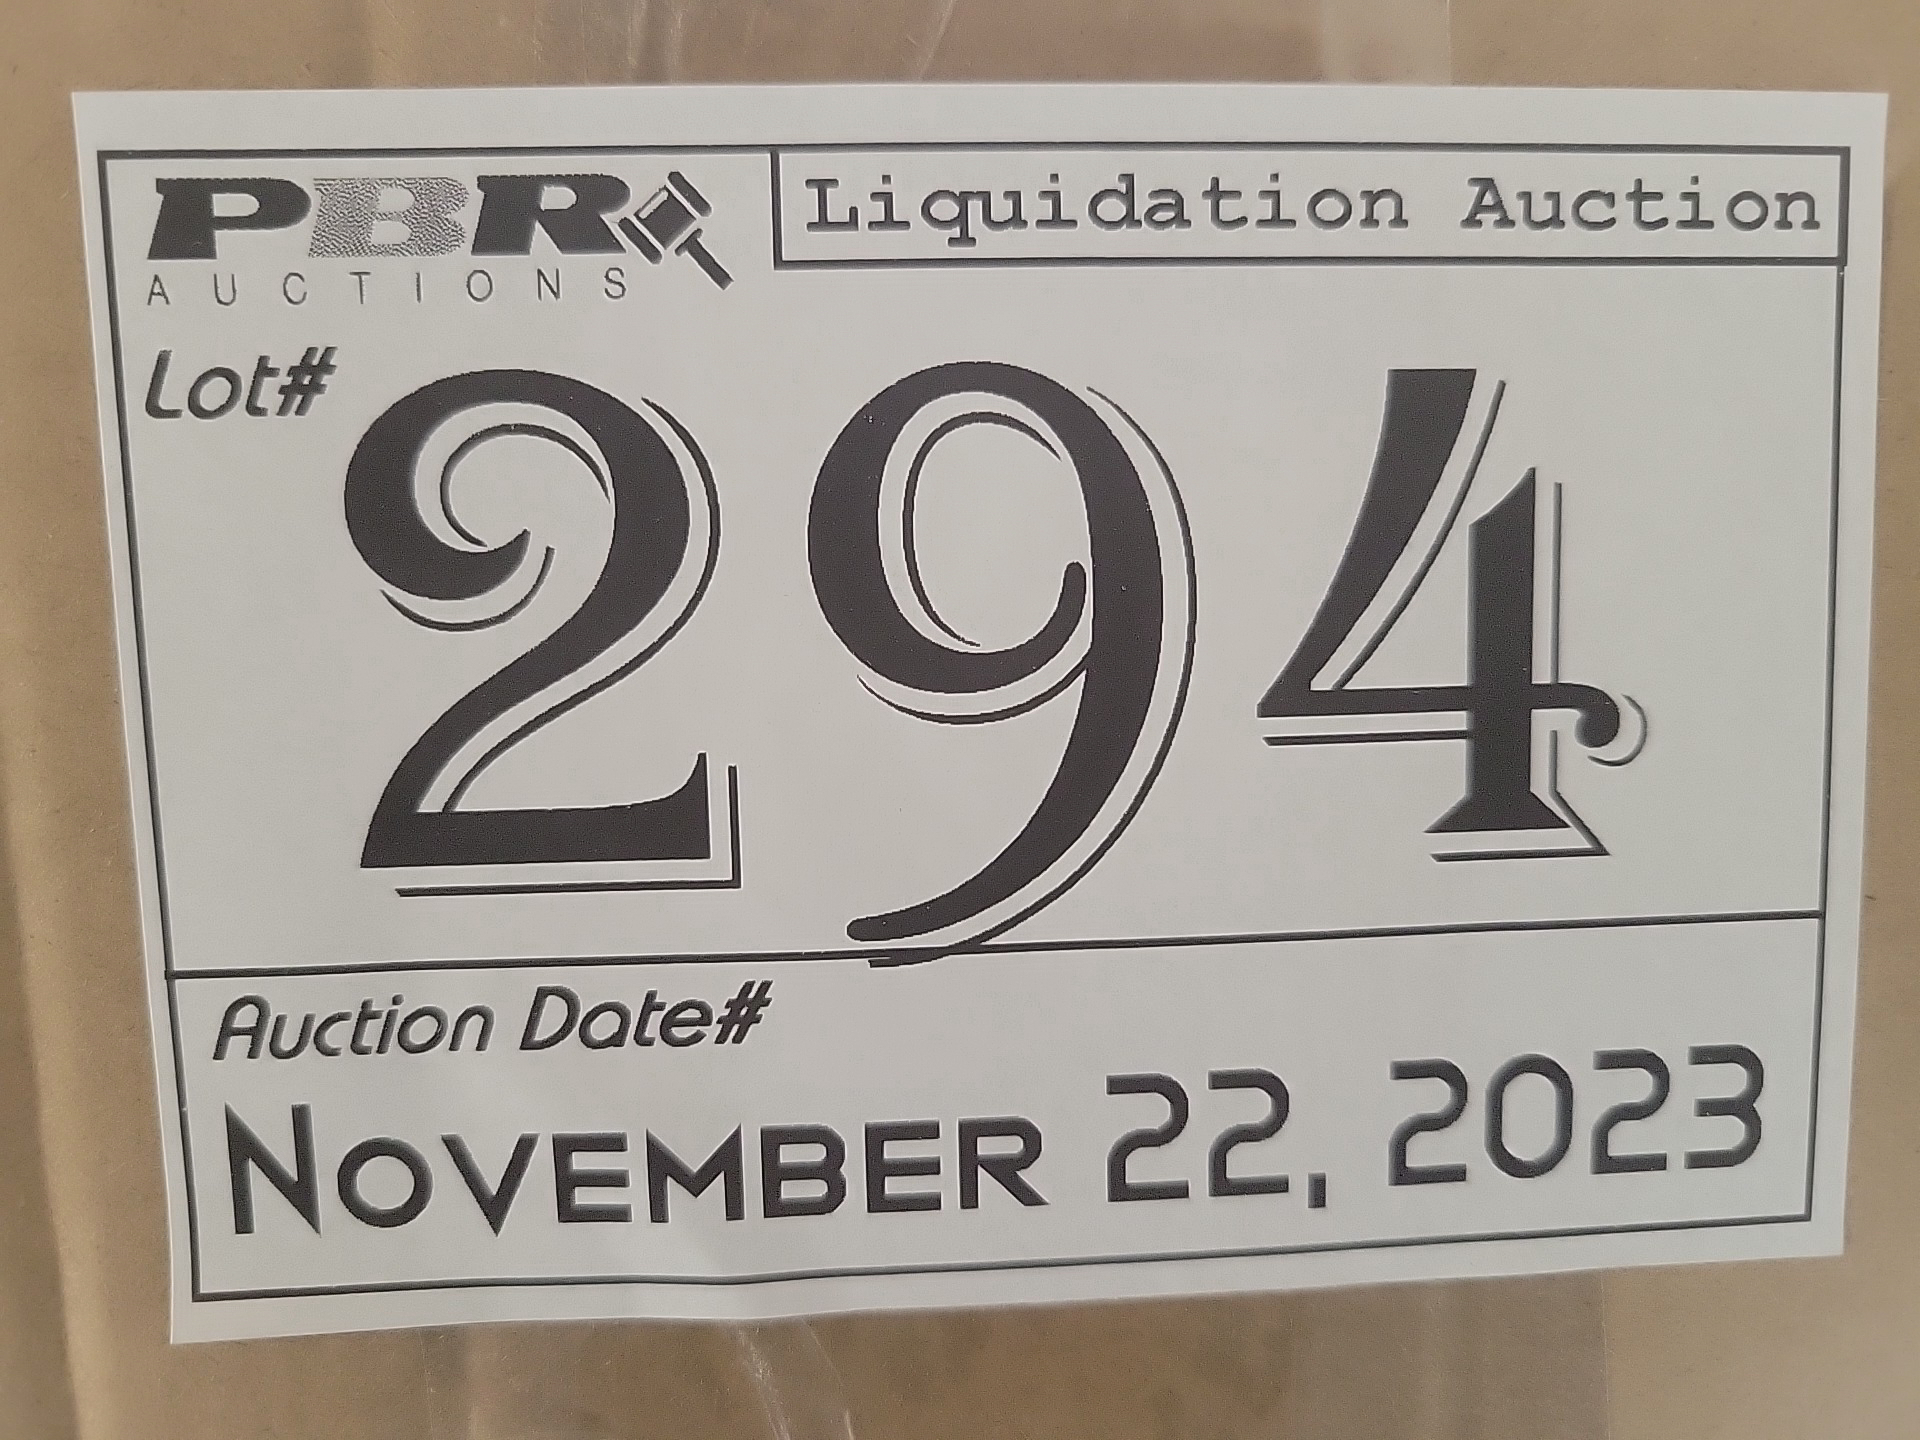 PBR
AUCTIONS
Liquidation Auction
Lot#
294
Auction Date#
NOVEMBER 22, 2023